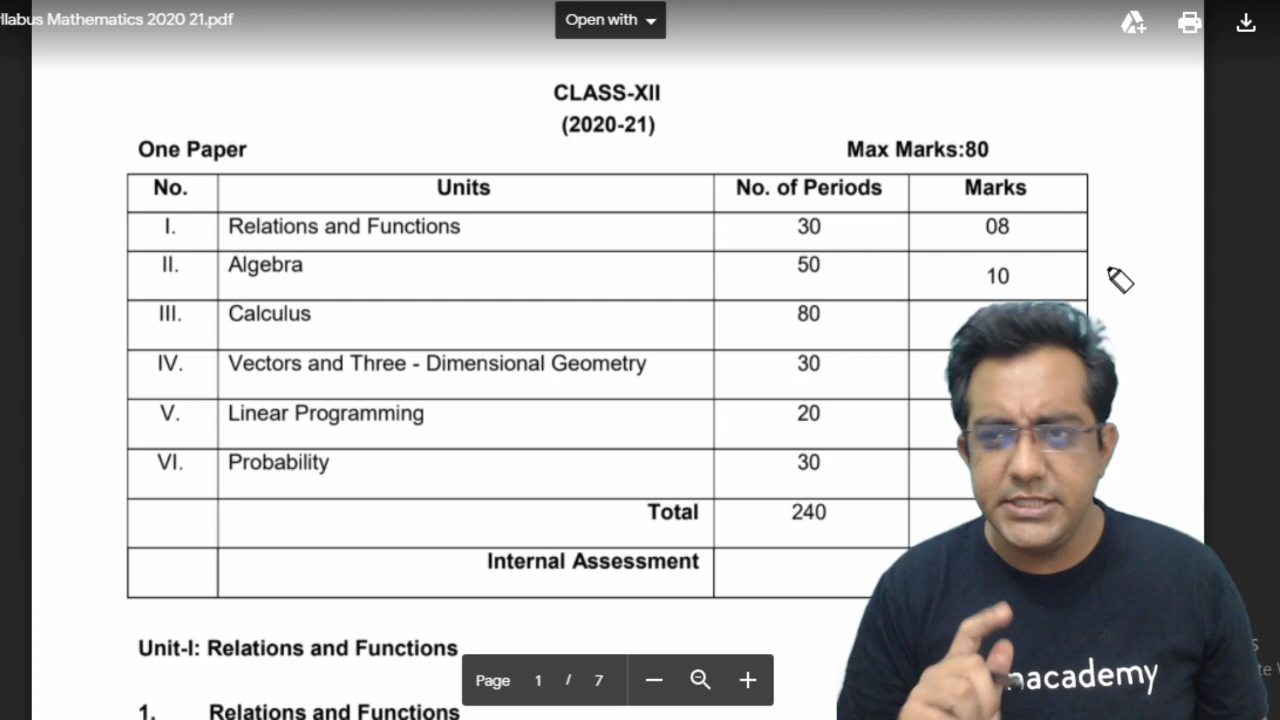 llabus Mathematics 2020 21.pdf
Open with
CLASS-XII
(2020-21)
One Paper Max Marks:80
No. Units No. of Periods Marks
I. Relations and Functions 30 08
II. Algebra 50 10
III. Calculus 80
IV. Vectors and Three - Dimensional Geometry 30
V. Linear Programming 20
VI. Probability 30
Total 240
Internal Assessment
Unit-I: Relations and Functions
Page 1 / 7
1. Relations and Functions
nacademy